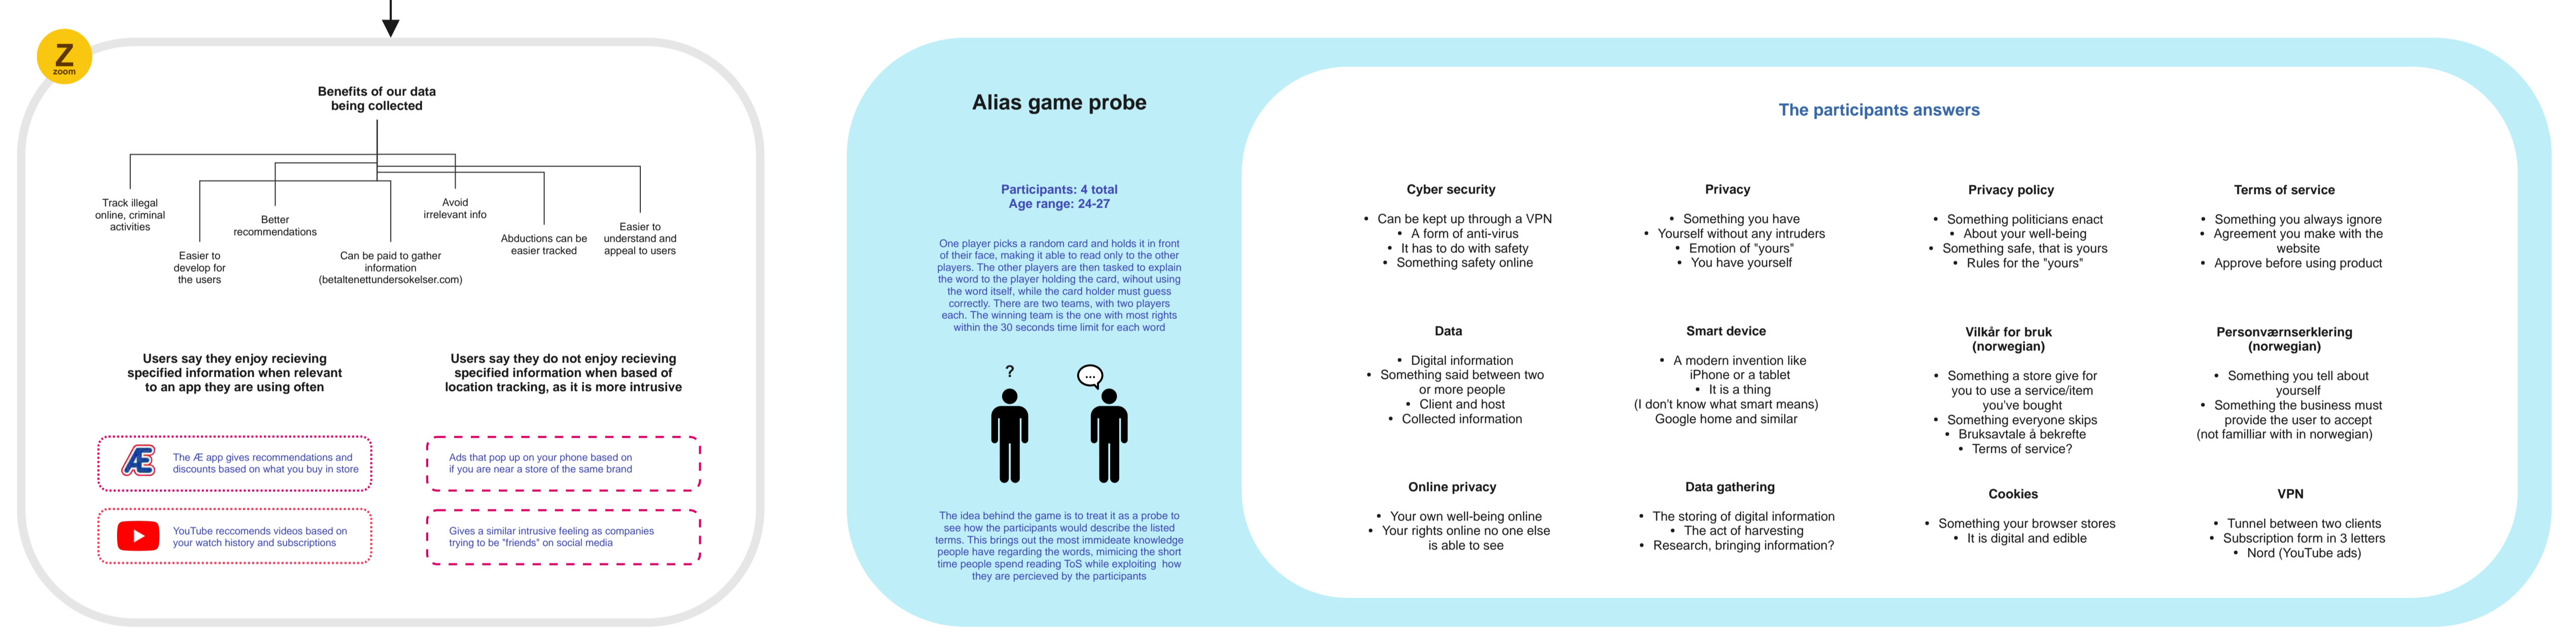 Z
zoom
Benefits of our data
being collected
Track illegal
online, criminal
activities
Easier to
develop for
the users
Better
recommendations
Can be paid to gather
information
(betaltenettundersokelser.com)
Avoid
irrelevant info
Abductions can be
easier tracked
Easier to
understand and
appeal to users
Users say they enjoy recieving
specified information when relevant
to an app they are using often
Users say they do not enjoy recieving
specified information when based of
location tracking, as it is more intrusive
Æ
The Æ app gives recommendations and
discounts based on what you buy in store
YouTube reccomends videos based on
your watch history and subscriptions
Ads that pop up on your phone based on
if you are near a store of the same brand
Gives a similar intrusive feeling as companies
trying to be "friends" on social media
Alias game probe
Participants: 4 total
Age range: 24-27
One player picks a random card and holds it in front
of their face, making it able to read only to the other
players. The other players are then tasked to explain
the word to the player holding the card, wihout using
the word itself, while the card holder must guess
correctly. There are two teams, with two players
each. The winning team is the one with most rights
within the 30 seconds time limit for each word
?
...
The idea behind the game is to treat it as a probe to
see how the participants would describe the listed
terms. This brings out the most immideate knowledge
people have regarding the words, mimicing the short
time people spend reading ToS while exploiting how
they are percieved by the participants
The participants answers
Cyber security
• Can be kept up through a VPN
• A form of anti-virus
• It has to do with safety
• Something safety online
Privacy
• Something you have
• Yourself without any intruders
• Emotion of "yours"
• You have yourself
Privacy policy
• Something politicians enact
• About your well-being
• Something safe, that is yours
• Rules for the "yours"
Terms of service
• Something you always ignore
• Agreement you make with the
website
• Approve before using product
Data
• Digital information
• Something said between two
or more people
• Client and host
• Collected information
Smart device
• A modern invention like
iPhone or a tablet
• It is a thing
(I don't know what smart means)
Google home and similar
Vilkår for bruk
(norwegian)
• Something a store give for
you to use a service/item
you've bought
• Something everyone skips
• Bruksavtale å bekrefte
• Terms of service?
Personværnserklering
(norwegian)
• Something you tell about
yourself
• Something the business must
provide the user to accept
(not familliar with in norwegian)
Online privacy
• Your own well-being online
• Your rights online no one else
is able to see
Data gathering
• The storing of digital information
• The act of harvesting
• Research, bringing information?
Cookies
• Something your browser stores
• It is digital and edible
VPN
• Tunnel between two clients
• Subscription form in 3 letters
• Nord (YouTube ads)